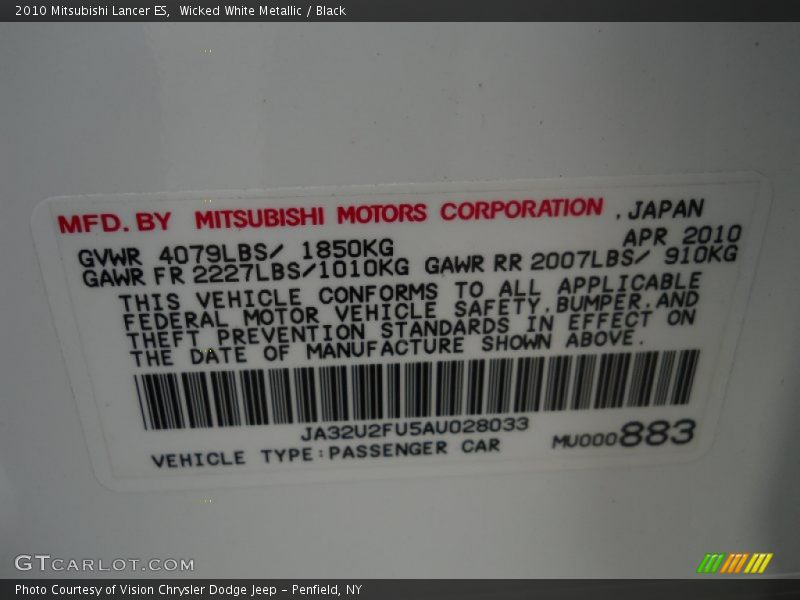 2010 Mitsubishi Lancer ES,  Wicked White Metallic / Black
MFD. BY MITSUBISHI MOTORS CORPORATION , JAPAN
APR 2010
GVWR 4079LBS/ 1850KG
GAWR FR 2227LBS/1010KG GAWR RR 2007LBS/ 910KG
THIS VEHICLE CONFORMS TO ALL APPLICABLE
FEDERAL MOTOR VEHICLE SAFETY,BUMPER,AND
THEFT PREVENTION STANDARDS IN EFFECT ON
THE DATE OF MANUFACTURE SHOWN ABOVE.
JA32U2FU5AU028033
VEHICLE TYPE:PASSENGER CAR MU000883
GTCARLOT.COM
Photo Courtesy of Vision Chrysler Dodge Jeep – Penfield, NY